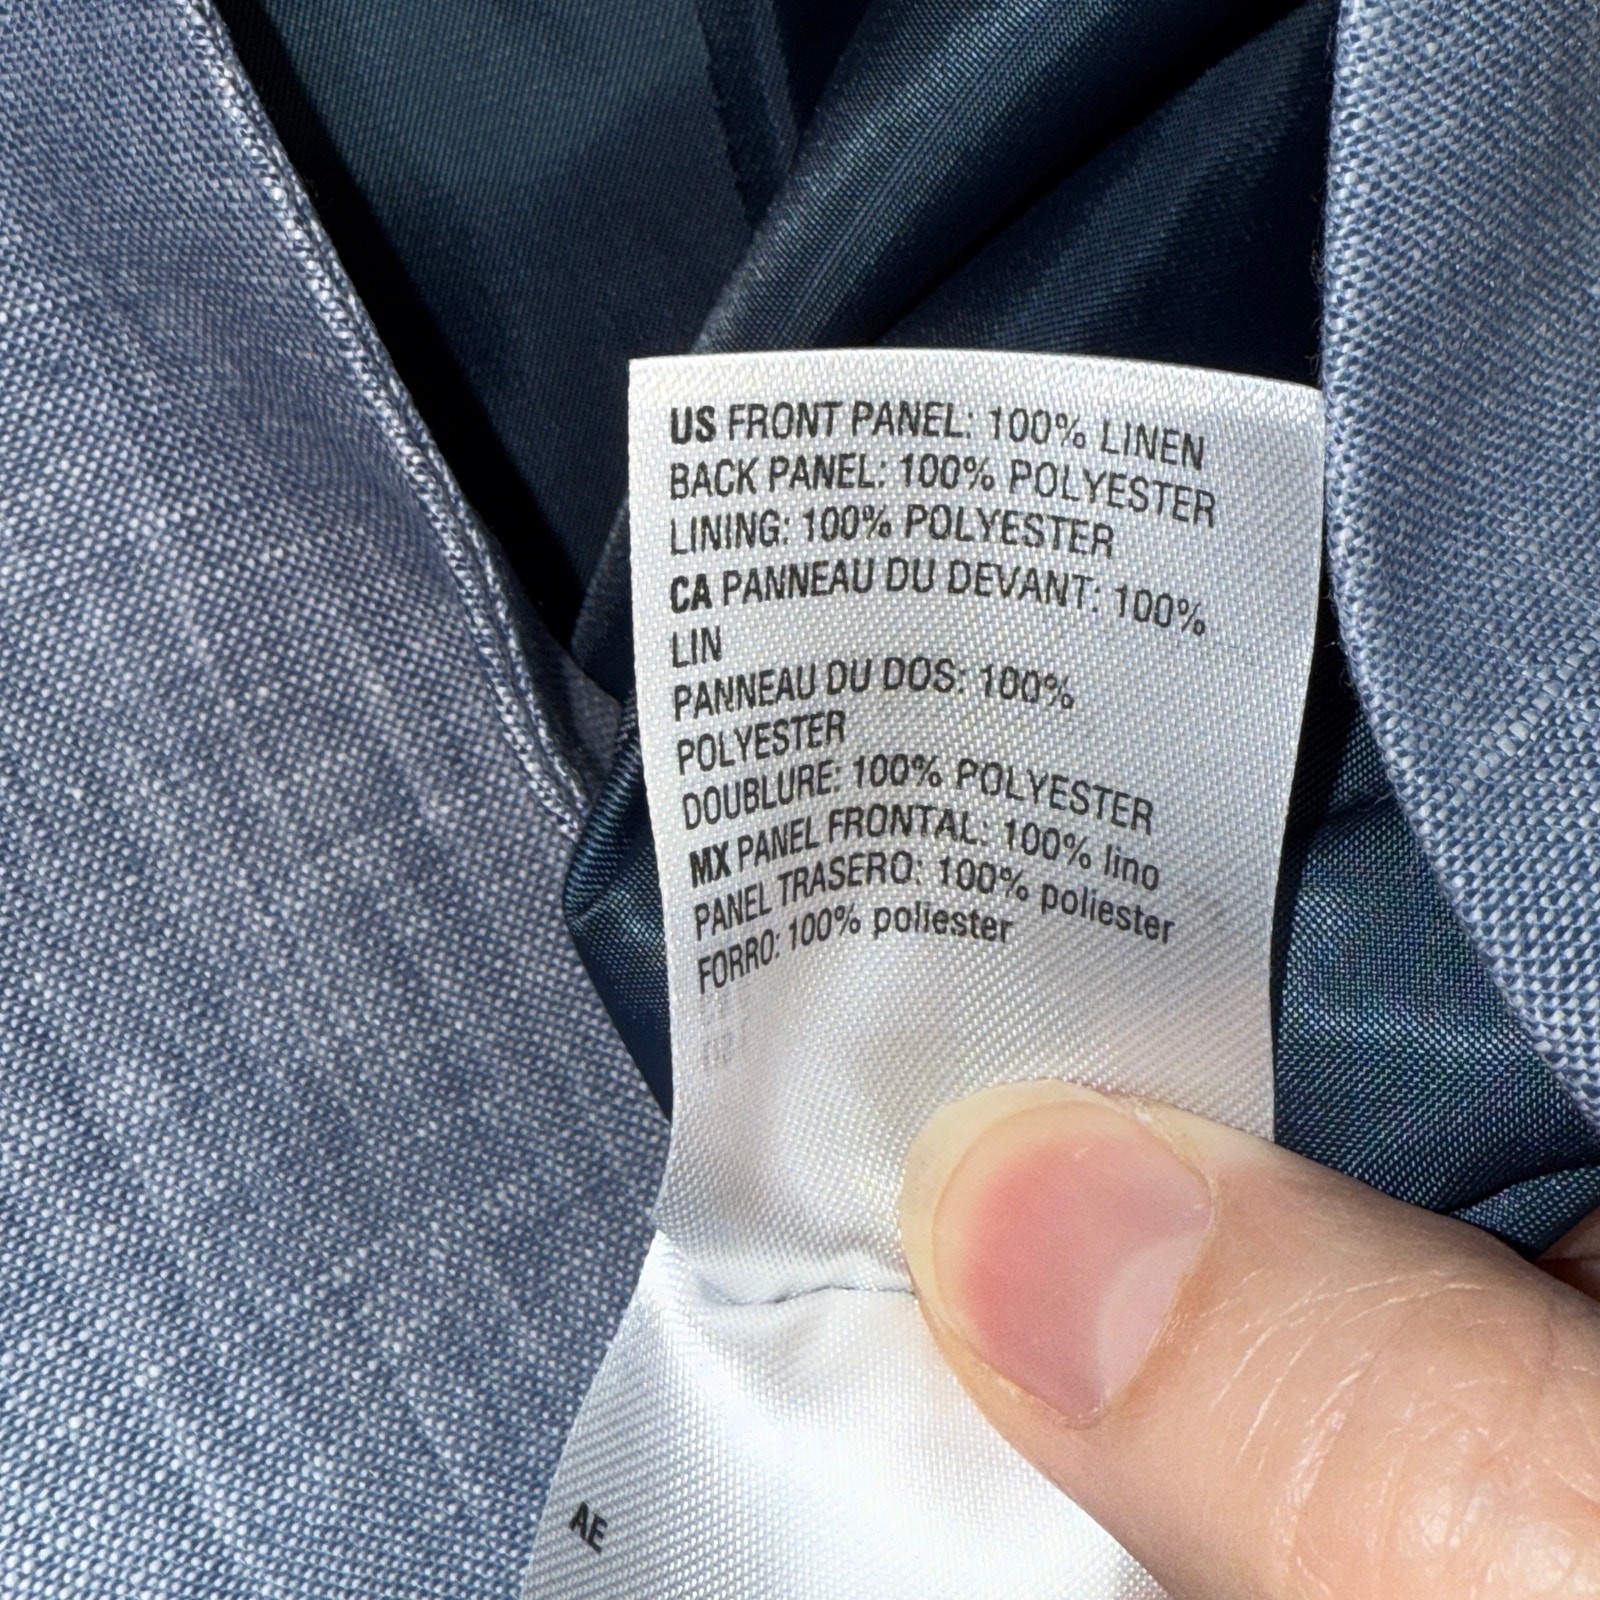 US FRONT PANEL: 100% LINEN
BACK PANEL: 100% POLYESTER
LINING: 100% POLYESTER
CA PANNEAU DU DEVANT: 100%
LIN
PANNEAU DU DOS: 100%
POLYESTER
DOUBLURE: 100% POLYESTER
MX PANEL FRONTAL: 100% lino
PANEL TRASERO: 100% poliester
FORRO: 100% poliester
AE